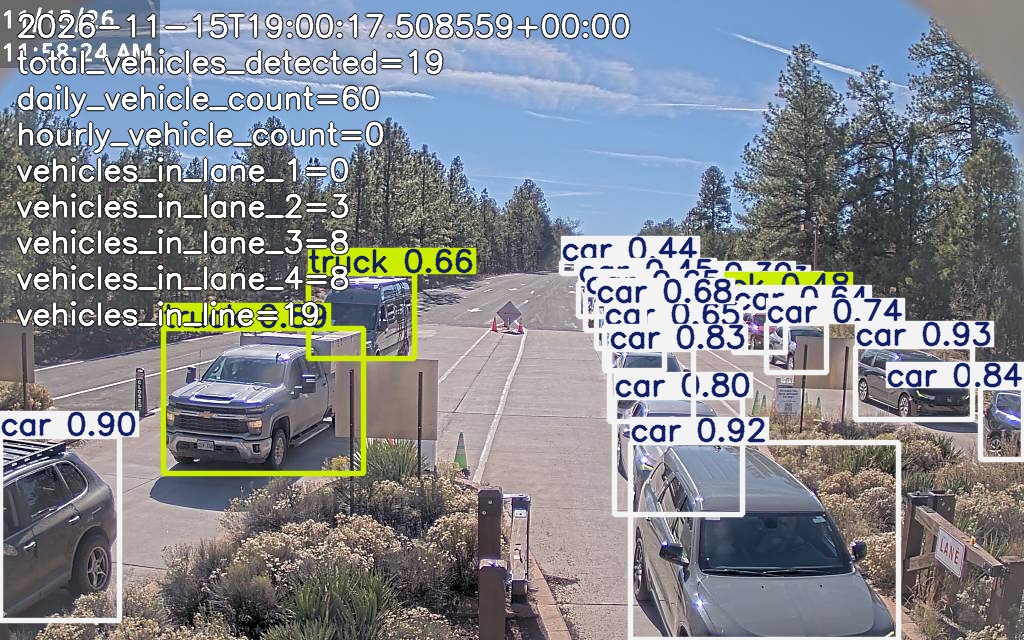 11/15/26
2026-11-15T19:00:17.508559+00:00
11:58:24 AM
total_vehicles_detected=19
daily_vehicle_count=60
hourly_vehicle_count=0
vehicles_in_lane_1=0
vehicles_in_lane_2=3
vehicles_in_lane_3=8
vehicles_in_lane_4=8
vehicles_in_line=19
truck 0.66
car 0.44
car 0.68
car 0.65
car 0.74
car 0.83
car 0.93
car 0.84
car 0.80
car 0.90
car 0.92
LANE